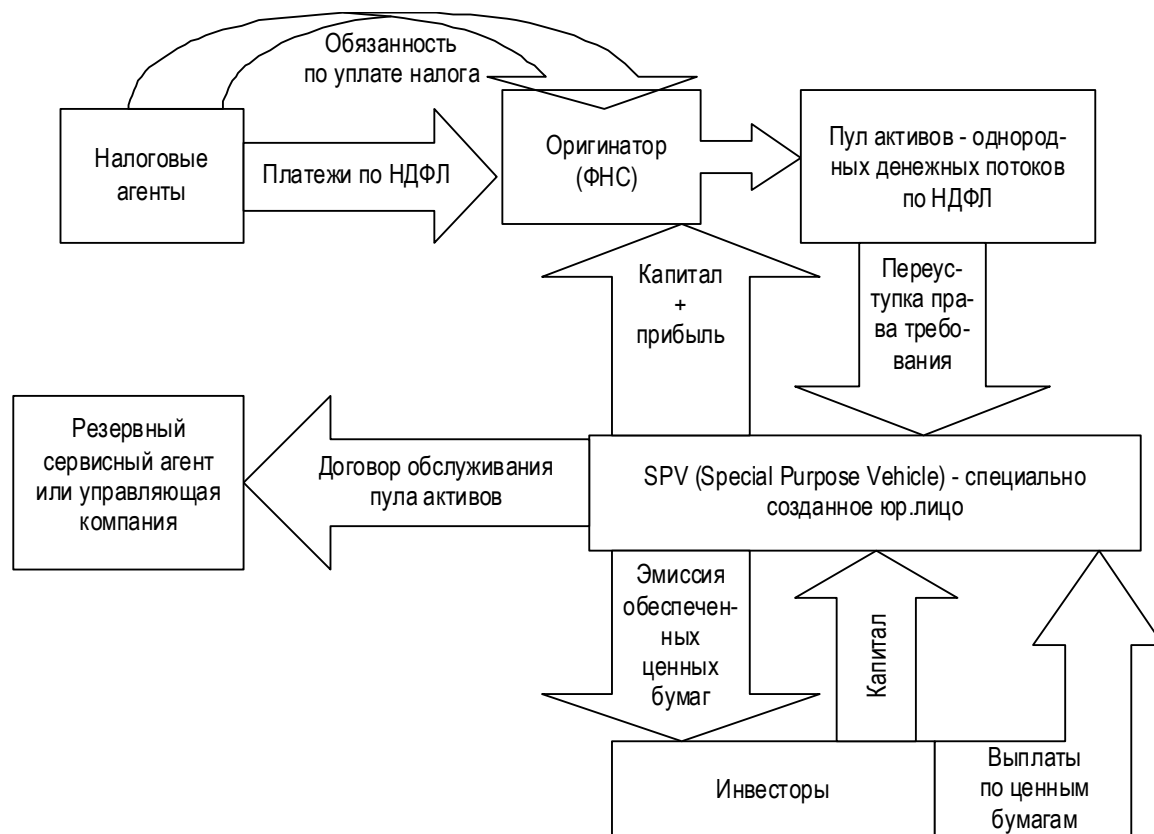 Обязанность
по уплате налога
Налоговые
агенты
Платежи по НДФЛ
Оригинатор
(ФНС)
Пул активов - однород-
ных денежных потоков
по НДФЛ
Капитал
+
прибыль
Переус-
тупка пра-
ва требо-
вания
Резервный
сервисный агент
или управляющая
компания
Договор обслуживания
пула активов
SPV (Special Purpose Vehicle) - специально
созданное юр.лицо
Эмиссия
обеспечен-
ных
ценных
бумаг
Капитал
Инвесторы
Выплаты
по ценным
бумагам